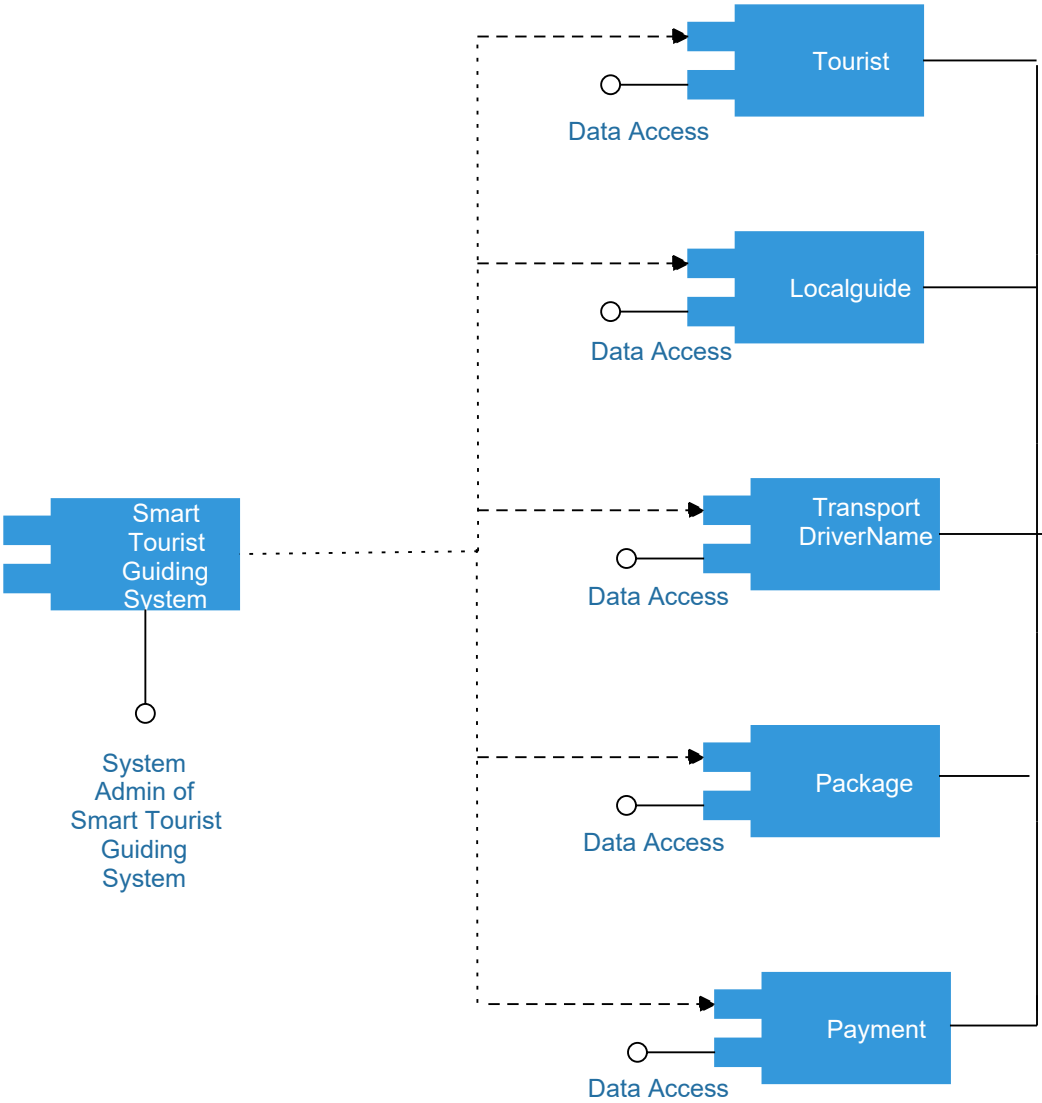 Tourist
Data Access
Localguide
Data Access
Smart
Tourist
Guiding
System
Transport
DriverName
Data Access
System
Admin of
Smart Tourist
Guiding
System
Package
Data Access
Payment
Data Access